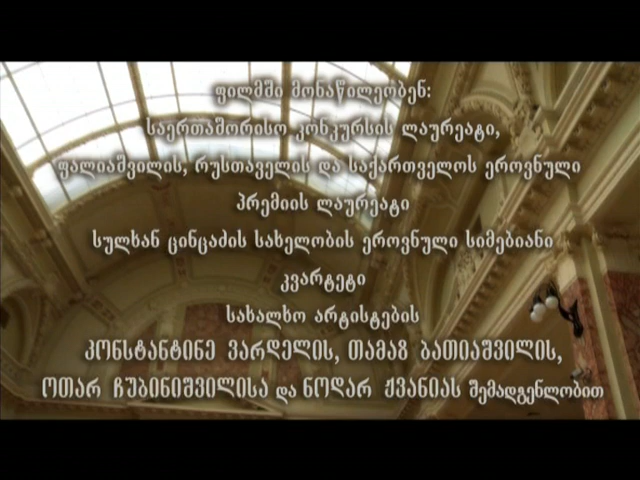 ფილმში მონაწილეობენ:
საერთაშორისო კონკურსის ლაურეატი,
ფალიაშვილის, რუსთაველის და საქართველოს ეროვნული
პრემიის ლაურეატი
სულხან ცინცაძის სახელობის ეროვნული სიმებიანი
კვარტეტი
სახალხო არტისტების
კონსტანტინე ვარდელის, თამაზ ბათიაშვილის,
ოთარ ჩუბინიშვილისა და ნოდარ ჟვანიას შემადგენლობით